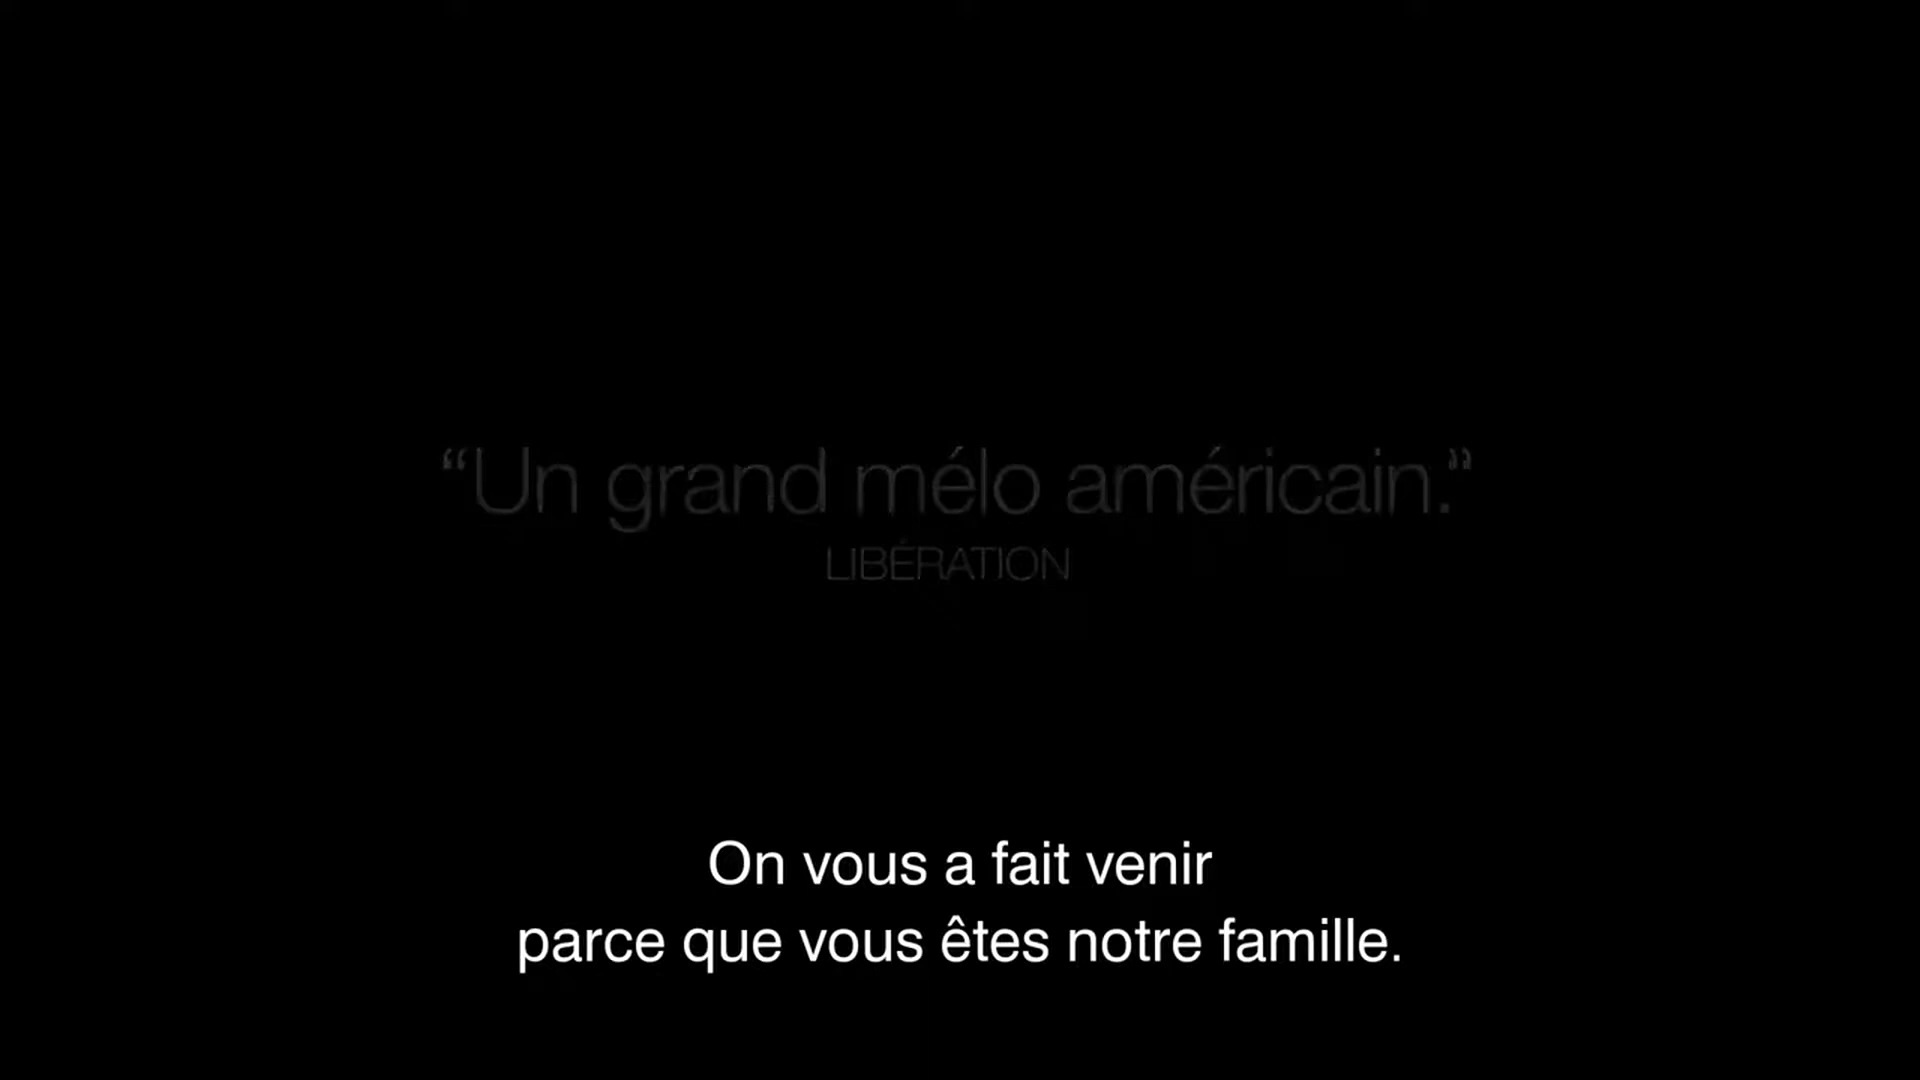 “Un grand mélo américain.”
LIBÉRATION
On vous a fait venir
parce que vous êtes notre famille.